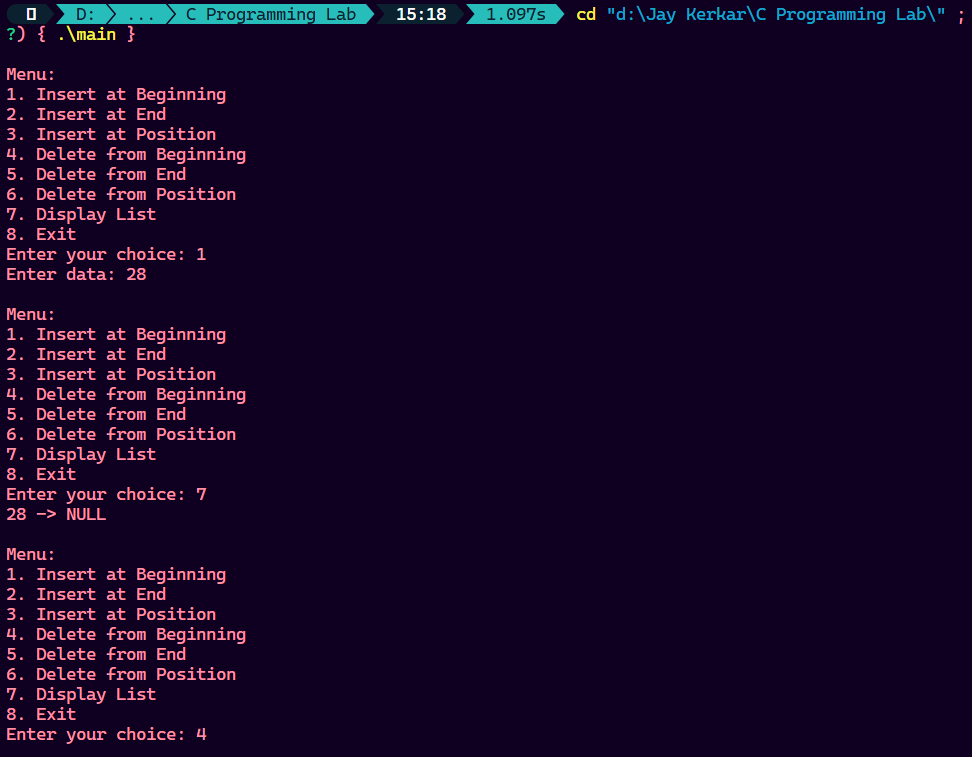 D: ... C Programming Lab 15:18 1.097s cd "d:\Jay Kerkar\C Programming Lab\" ;
?) { .\main }
Menu:
1. Insert at Beginning
2. Insert at End
3. Insert at Position
4. Delete from Beginning
5. Delete from End
6. Delete from Position
7. Display List
8. Exit
Enter your choice: 1
Enter data: 28
Menu:
1. Insert at Beginning
2. Insert at End
3. Insert at Position
4. Delete from Beginning
5. Delete from End
6. Delete from Position
7. Display List
8. Exit
Enter your choice: 7
28 -> NULL
Menu:
1. Insert at Beginning
2. Insert at End
3. Insert at Position
4. Delete from Beginning
5. Delete from End
6. Delete from Position
7. Display List
8. Exit
Enter your choice: 4